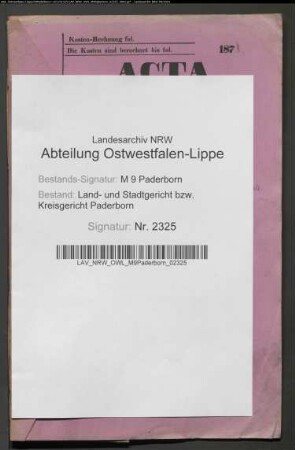 Kosten-Rechnung fol.
Die Kosten sind berechnet bis fol.
187
ACTA
Landesarchiv NRW
Abteilung Ostwestfalen-Lippe
Bestands-Signatur: M 9 Paderborn
Bestand: Land- und Stadtgericht bzw.
Kreisgericht Paderborn
Signatur: Nr. 2325
LAV_NRW_OWL_M9Paderborn_02325